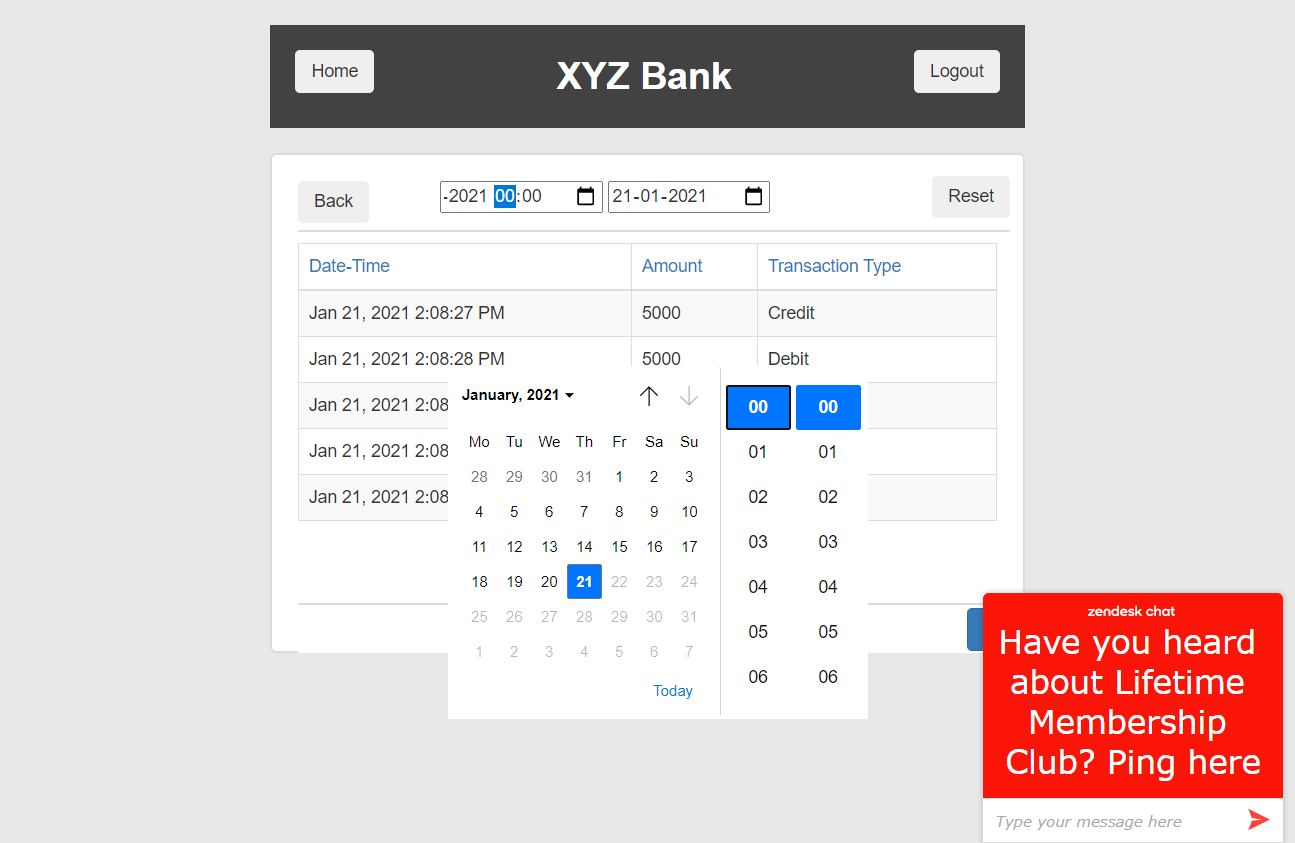 Home XYZ Bank Logout
Back -2021 00:00 21-01-2021 Reset
Date-Time Amount Transaction Type
Jan 21, 2021 2:08:27 PM 5000 Credit
Jan 21, 2021 2:08:28 PM 5000 Debit
Jan 21, 2021 2:08
Jan 21, 2021 2:08
Jan 21, 2021 2:08
January, 2021
Mo Tu We Th Fr Sa Su
28 29 30 31 1 2 3
4 5 6 7 8 9 10
11 12 13 14 15 16 17
18 19 20 21 22 23 24
25 26 27 28 29 30 31
1 2 3 4 5 6 7
Today
00 00
01 01
02 02
03 03
04 04
05 05
06 06
zendesk chat
Have you heard
about Lifetime
Membership
Club? Ping here
Type your message here